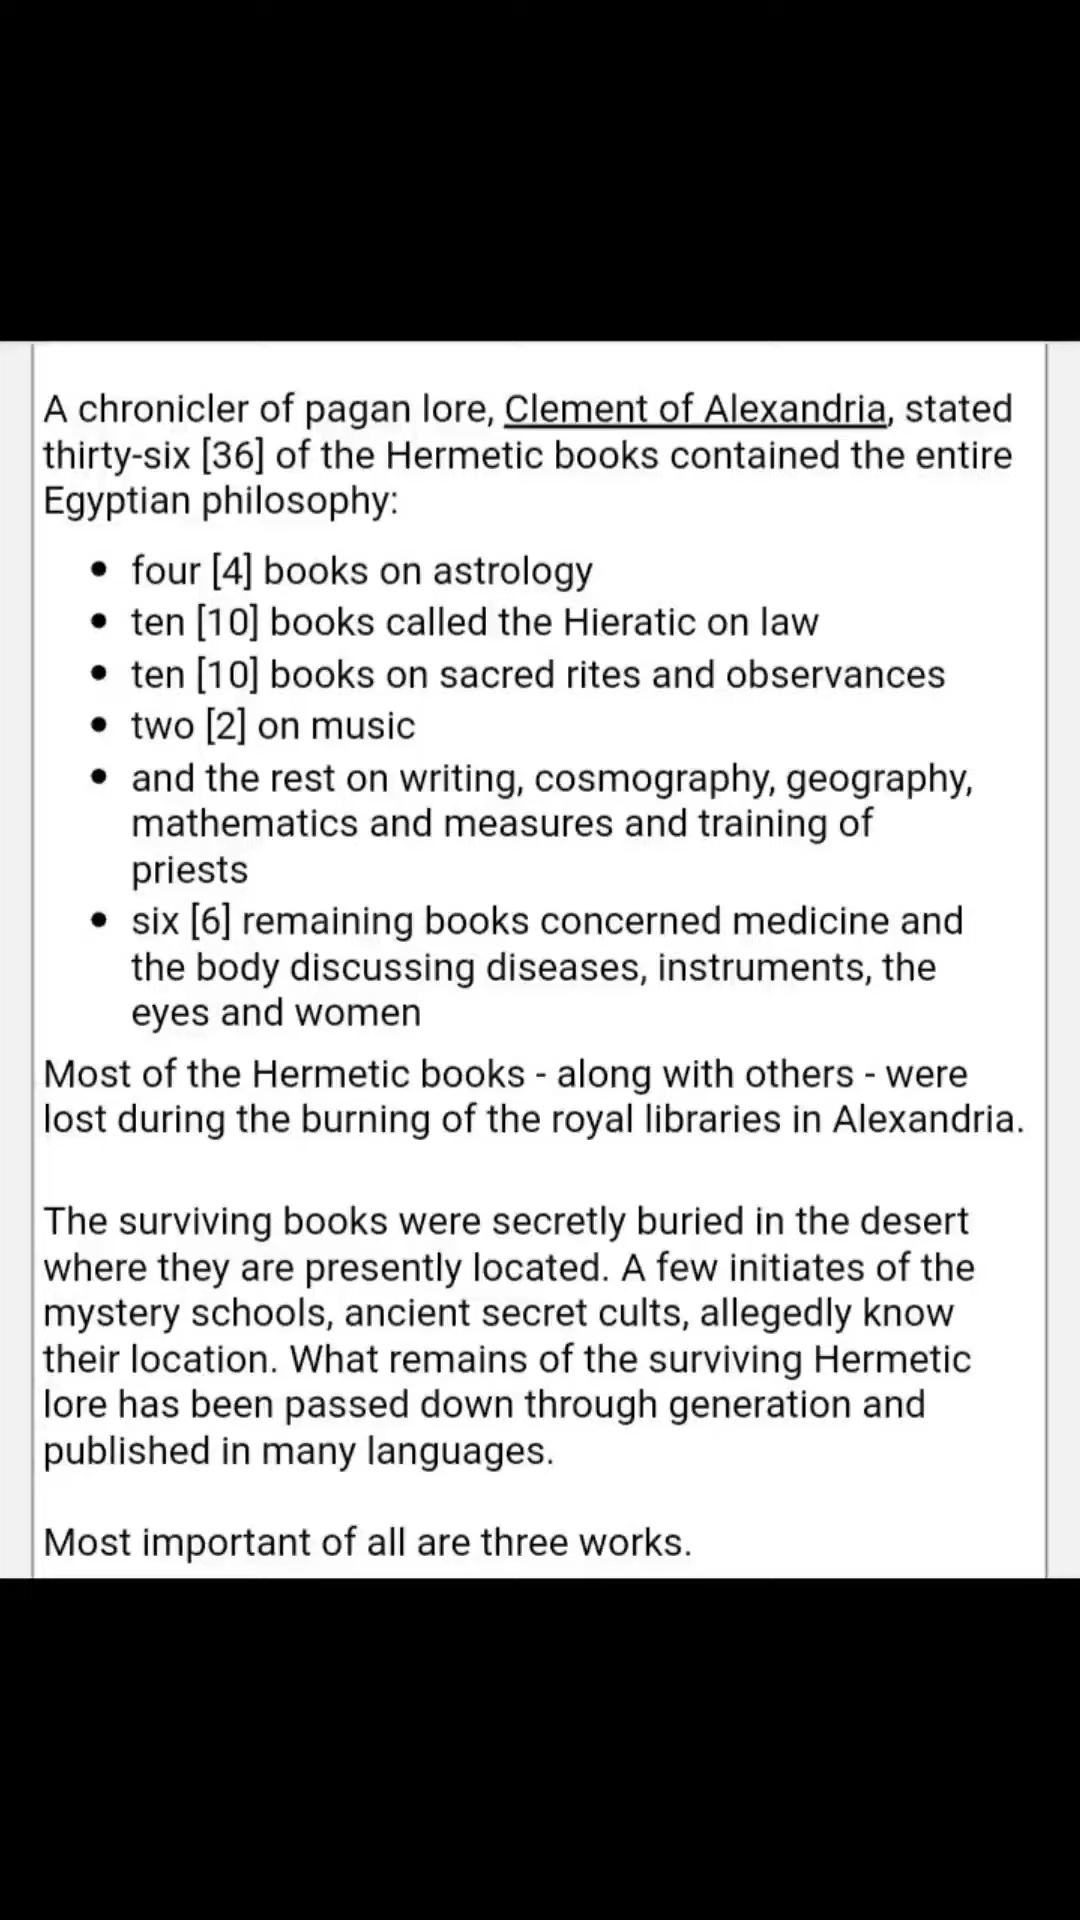 A chronicler of pagan lore, Clement of Alexandria, stated
thirty-six [36] of the Hermetic books contained the entire
Egyptian philosophy:
• four [4] books on astrology
• ten [10] books called the Hieratic on law
• ten [10] books on sacred rites and observances
• two [2] on music
• and the rest on writing, cosmography, geography,
mathematics and measures and training of
priests
• six [6] remaining books concerned medicine and
the body discussing diseases, instruments, the
eyes and women
Most of the Hermetic books - along with others - were
lost during the burning of the royal libraries in Alexandria.
The surviving books were secretly buried in the desert
where they are presently located. A few initiates of the
mystery schools, ancient secret cults, allegedly know
their location. What remains of the surviving Hermetic
lore has been passed down through generation and
published in many languages.
Most important of all are three works.